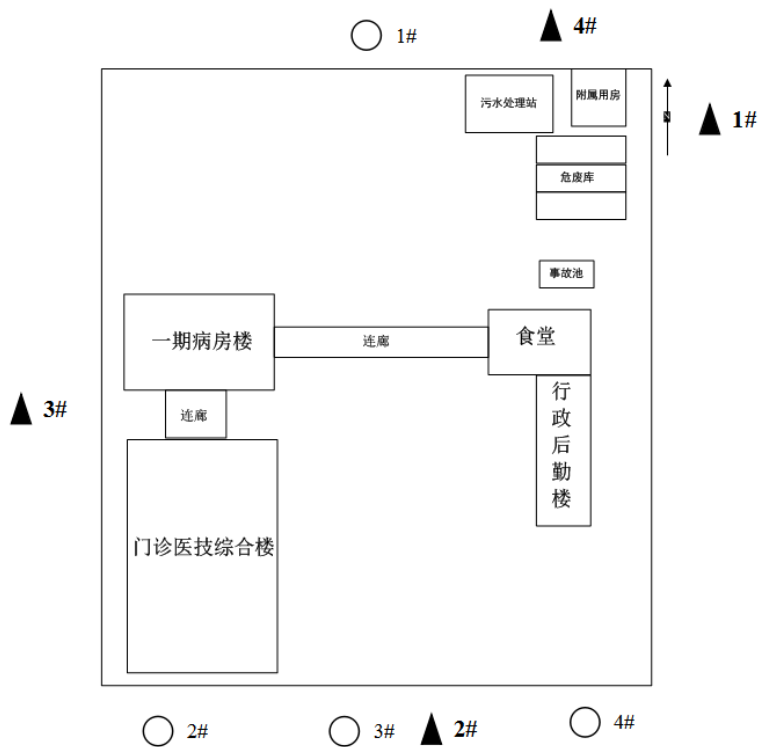 1#
4#
污水处理站
附属用房
N
1#
危废库
事故池
一期病房楼
连廊
食堂
3#
连廊
行政后勤楼
门诊医技综合楼
2#
3#
2#
4#